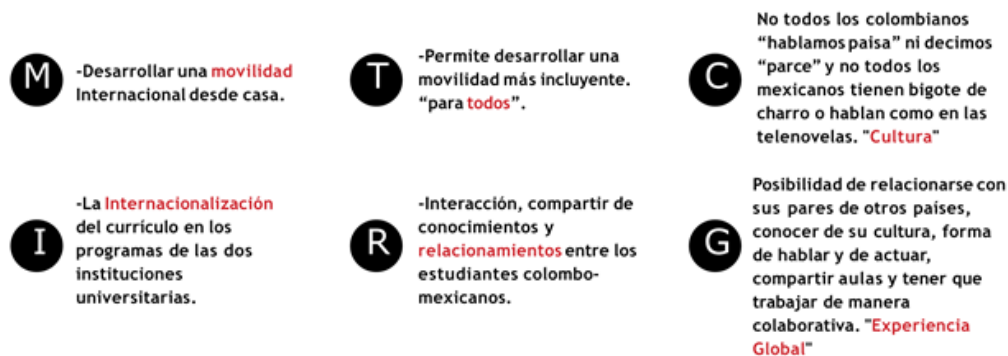 M
-Desarrollar una movilidad
Internacional desde casa.
T
-Permite desarrollar una
movilidad más incluyente.
“para todos”.
C
No todos los colombianos
“hablamos paisa” ni decimos
“parce” y no todos los
mexicanos tienen bigote de
charro o hablan como en las
telenovelas. "Cultura"
I
-La Internacionalización
del currículo en los
programas de las dos
instituciones
universitarias.
R
-Interacción, compartir de
conocimientos y
relacionamientos entre los
estudiantes colombo-
mexicanos.
G
Posibilidad de relacionarse con
sus pares de otros países,
conocer de su cultura, forma
de hablar y de actuar,
compartir aulas y tener que
trabajar de manera
colaborativa. "Experiencia
Global"